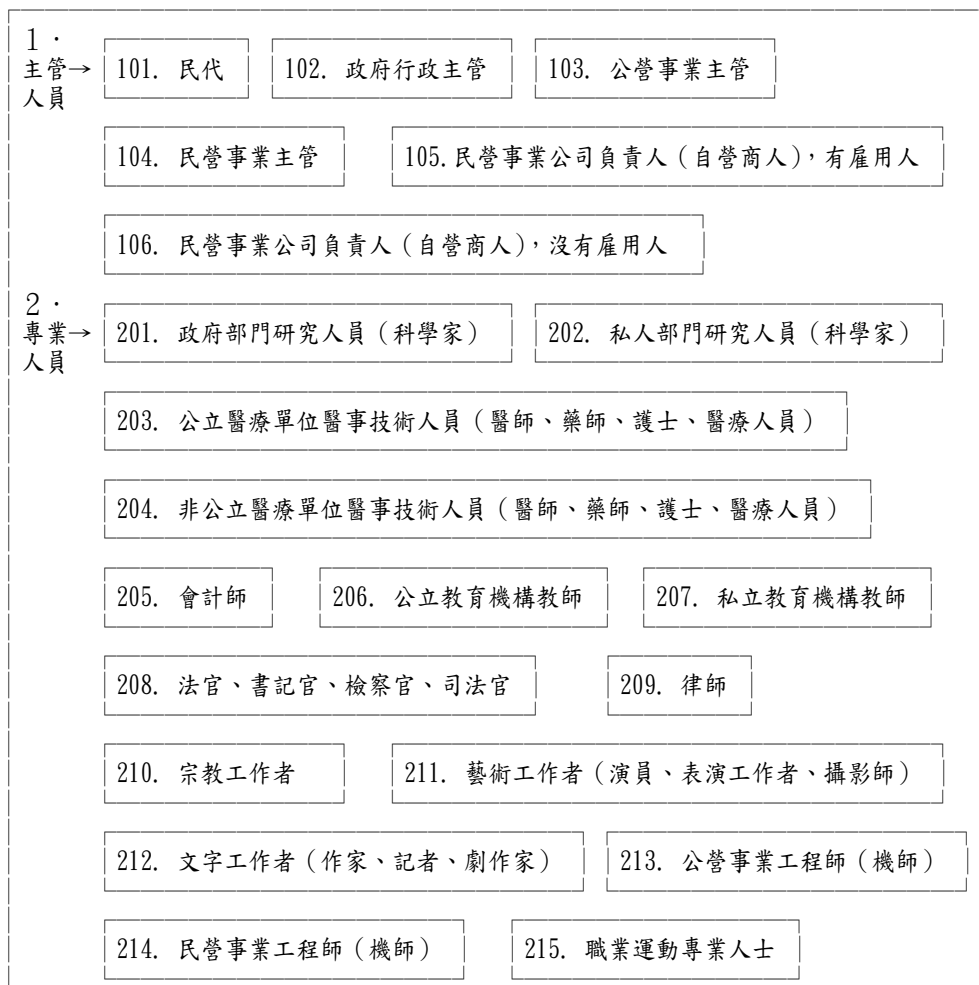 1．
主管→ 101. 民代 102. 政府行政主管 103. 公營事業主管
人員
104. 民營事業主管 105.民營事業公司負責人（自營商人），有雇用人
106. 民營事業公司負責人（自營商人），沒有雇用人
2．
專業→ 201. 政府部門研究人員（科學家） 202. 私人部門研究人員（科學家）
人員
203. 公立醫療單位醫事技術人員（醫師、藥師、護士、醫療人員）
204. 非公立醫療單位醫事技術人員（醫師、藥師、護士、醫療人員）
205. 會計師 206. 公立教育機構教師 207. 私立教育機構教師
208. 法官、書記官、檢察官、司法官 209. 律師
210. 宗教工作者 211. 藝術工作者（演員、表演工作者、攝影師）
212. 文字工作者（作家、記者、劇作家） 213. 公營事業工程師（機師）
214. 民營事業工程師（機師） 215. 職業運動專業人士